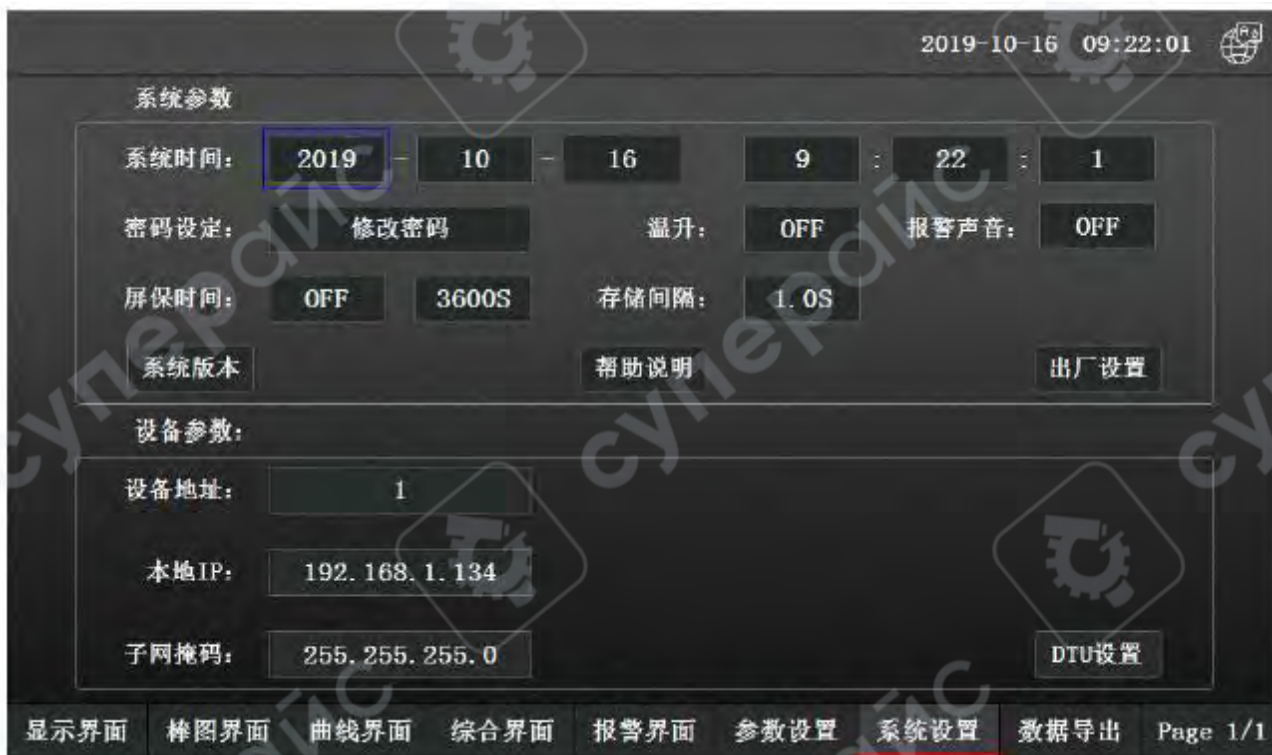 2019-10-16 09:22:01
系统参数
系统时间: 2019 - 10 - 16 9 : 22 : 1
密码设定: 修改密码 温升: OFF 报警声音: OFF
屏保时间: OFF 3600S 存储间隔: 1.0S
系统版本 帮助说明 出厂设置
设备参数:
设备地址: 1
本地IP: 192.168.1.134
子网掩码: 255.255.255.0 DTU设置
显示界面 棒图界面 曲线界面 综合界面 报警界面 参数设置 系统设置 数据导出 Page 1/1
суперайс
суперайс